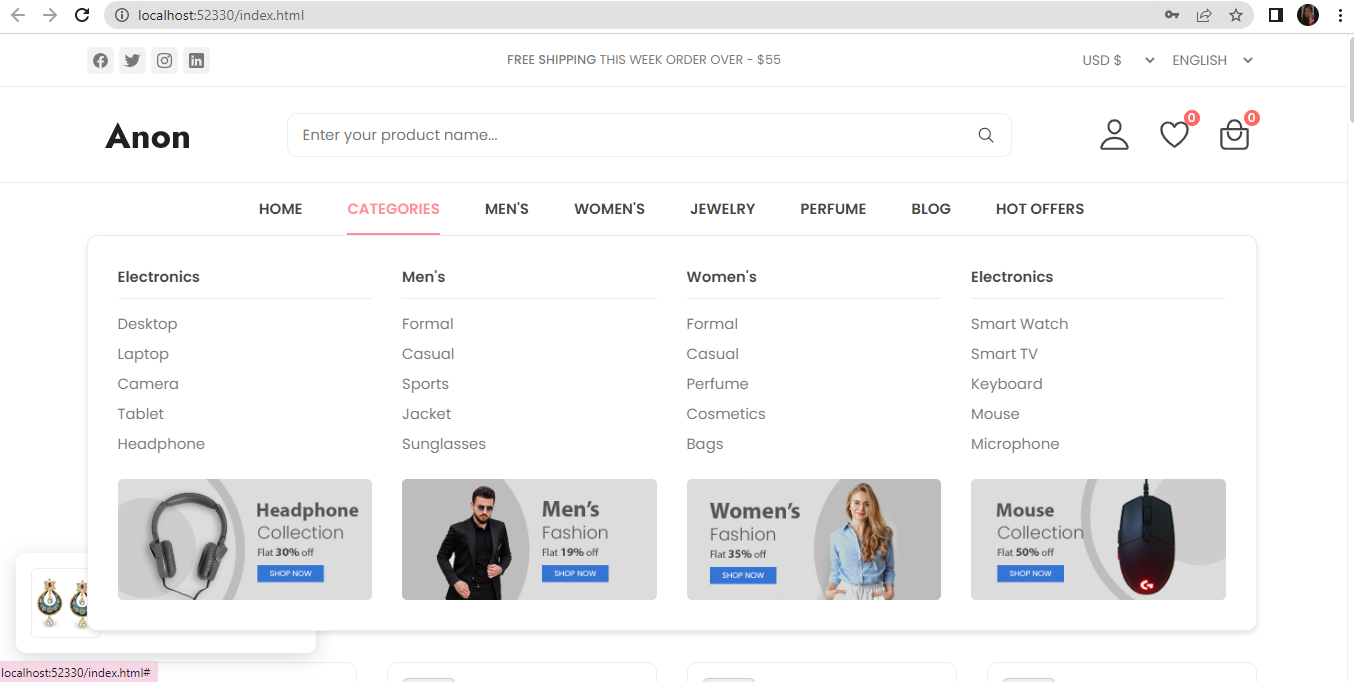 localhost:52330/index.html
FREE SHIPPING THIS WEEK ORDER OVER - $55
USD $
ENGLISH
Anon
Enter your product name...
0
0
HOME CATEGORIES MEN'S WOMEN'S JEWELRY PERFUME BLOG HOT OFFERS
Electronics
Desktop
Laptop
Camera
Tablet
Headphone
Headphone
Collection
Flat 30% off
SHOP NOW
Men's
Formal
Casual
Sports
Jacket
Sunglasses
Men's
Fashion
Flat 19% off
SHOP NOW
Women's
Formal
Casual
Perfume
Cosmetics
Bags
Women's
Fashion
Flat 35% off
SHOP NOW
Electronics
Smart Watch
Smart TV
Keyboard
Mouse
Microphone
Mouse
Collection
Flat 50% off
SHOP NOW
localhost:52330/index.html#